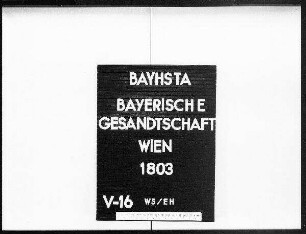 BAYHSTA
BAYERISCHE
GESANDTSCHAFT
WIEN
1803
V-16 WS/EH